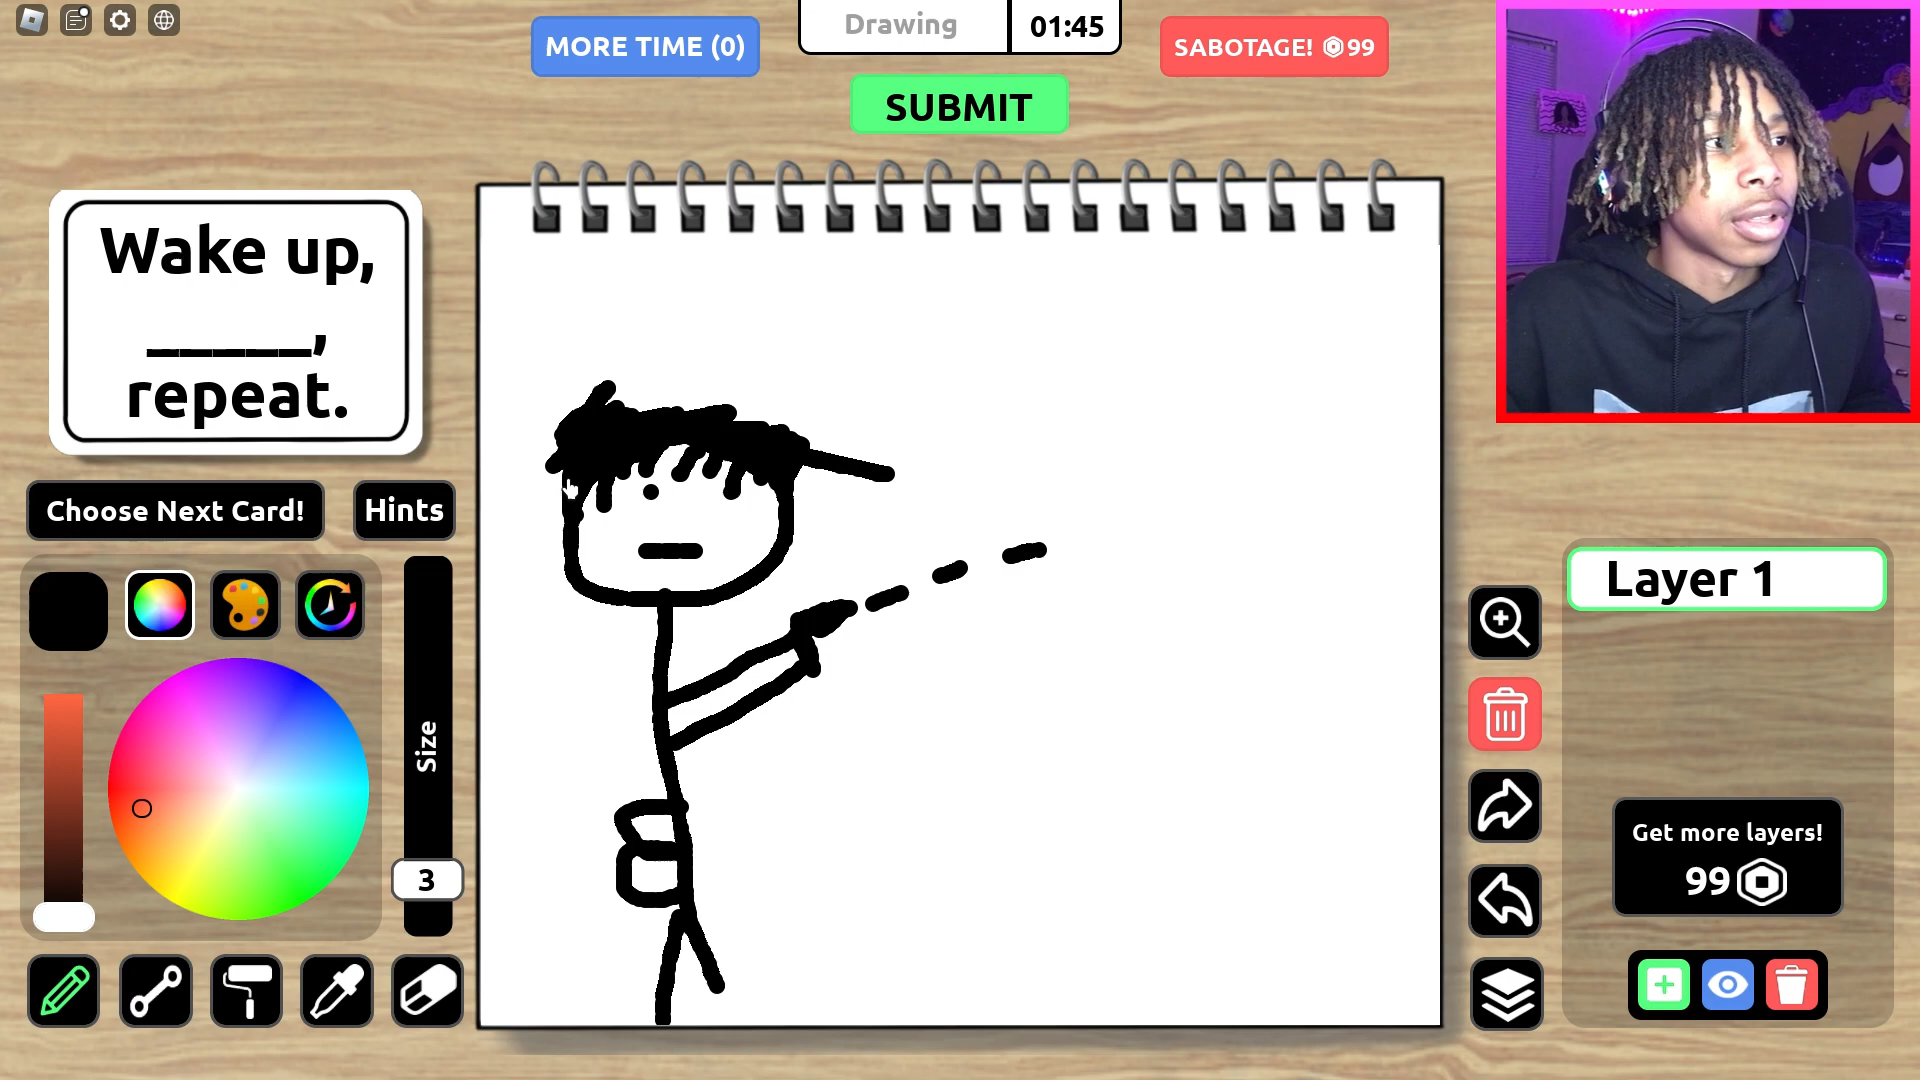 MORE TIME (0)
Drawing
01:45
SABOTAGE! 99
SUBMIT
Wake up,
_____,
repeat.
Choose Next Card!
Hints
Size
3
Layer 1
Get more layers!
99